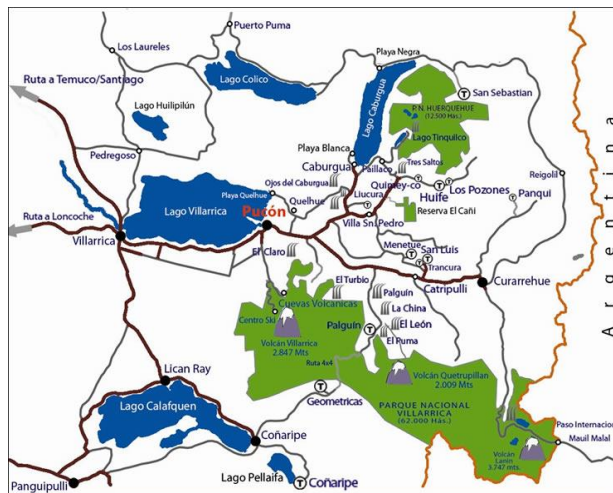 Puerto Puma
Los Laureles
Playa Negra
Ruta a Temuco/Santiago
Lago Colico
San Sebastian
T
Lago Huilipilún
Lago Caburgua
P.N. HUERQUEHUE
(12.500 Hás.)
Lago Tinquilco
Pedregoso
Playa Blanca
Caburgua
Paillaco
Tres Saltos
Reigolil
Playa Quelhue
Ojos del Caburgua
Quimey-co
T
T
Los Pozones
Huife
Panqui
T
Lago Villarrica
Quelhue
Liucura
T
Reserva El Cañi
Pucón
Villa Sn. Pedro
Ruta a Loncoche
Villarrica
Menetue
San Luis
T
T
T
Trancura
El Claro
Catripulli
Curarrehue
Argentina
El Turbio
Cuevas Volcanicas
Palguín
Centro Ski
La China
Palguín
T
El León
El Puma
Volcán Villarrica
2.847 Mts
Ruta 4x4
Lican Ray
Volcán Quetrupillan
2.009 Mts.
T
Geometricas
PARQUE NACIONAL
VILLARRICA
(62.000 Hás.)
Lago Calafquen
Coñaripe
Paso Internacion
Mauil Malal
Volcán
Lanin
3.747 mts.
Lago Pellaifa
Panguipulli
T
Coñaripe